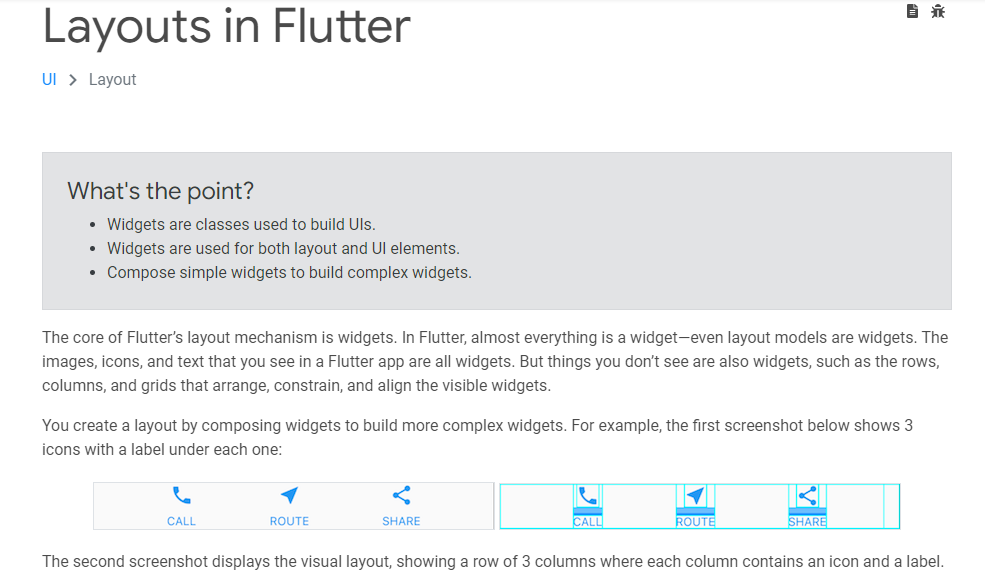 Layouts in Flutter
UI > Layout
What's the point?
• Widgets are classes used to build UIs.
• Widgets are used for both layout and UI elements.
• Compose simple widgets to build complex widgets.
The core of Flutter’s layout mechanism is widgets. In Flutter, almost everything is a widget—even layout models are widgets. The
images, icons, and text that you see in a Flutter app are all widgets. But things you don’t see are also widgets, such as the rows,
columns, and grids that arrange, constrain, and align the visible widgets.
You create a layout by composing widgets to build more complex widgets. For example, the first screenshot below shows 3
icons with a label under each one:
CALL ROUTE SHARE CALL ROUTE SHARE
The second screenshot displays the visual layout, showing a row of 3 columns where each column contains an icon and a label.